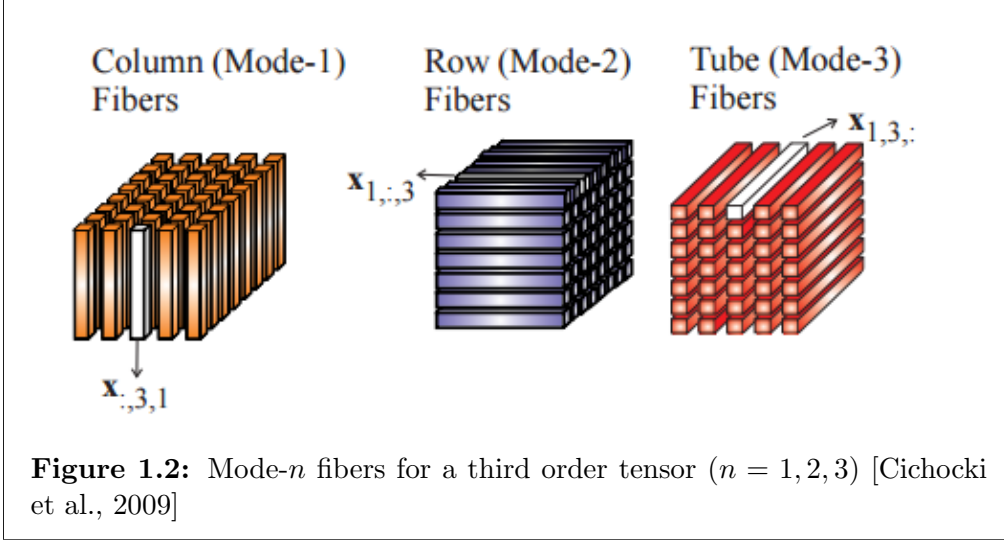 Column (Mode-1)
Fibers
Row (Mode-2)
Fibers
Tube (Mode-3)
Fibers
x1,3,:
x1,:,3
x:,3,1
Figure 1.2: Mode-n fibers for a third order tensor (n = 1, 2, 3) [Cichocki
et al., 2009]